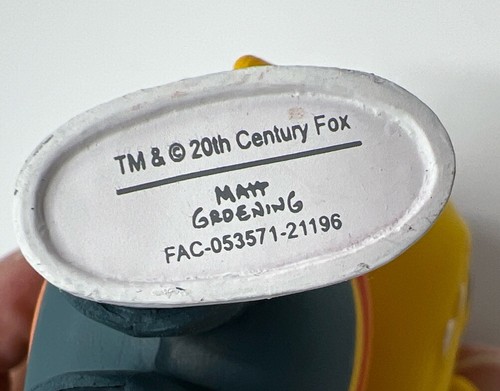 TM & © 20th Century Fox
MATT
GROENING
FAC-053571-21196